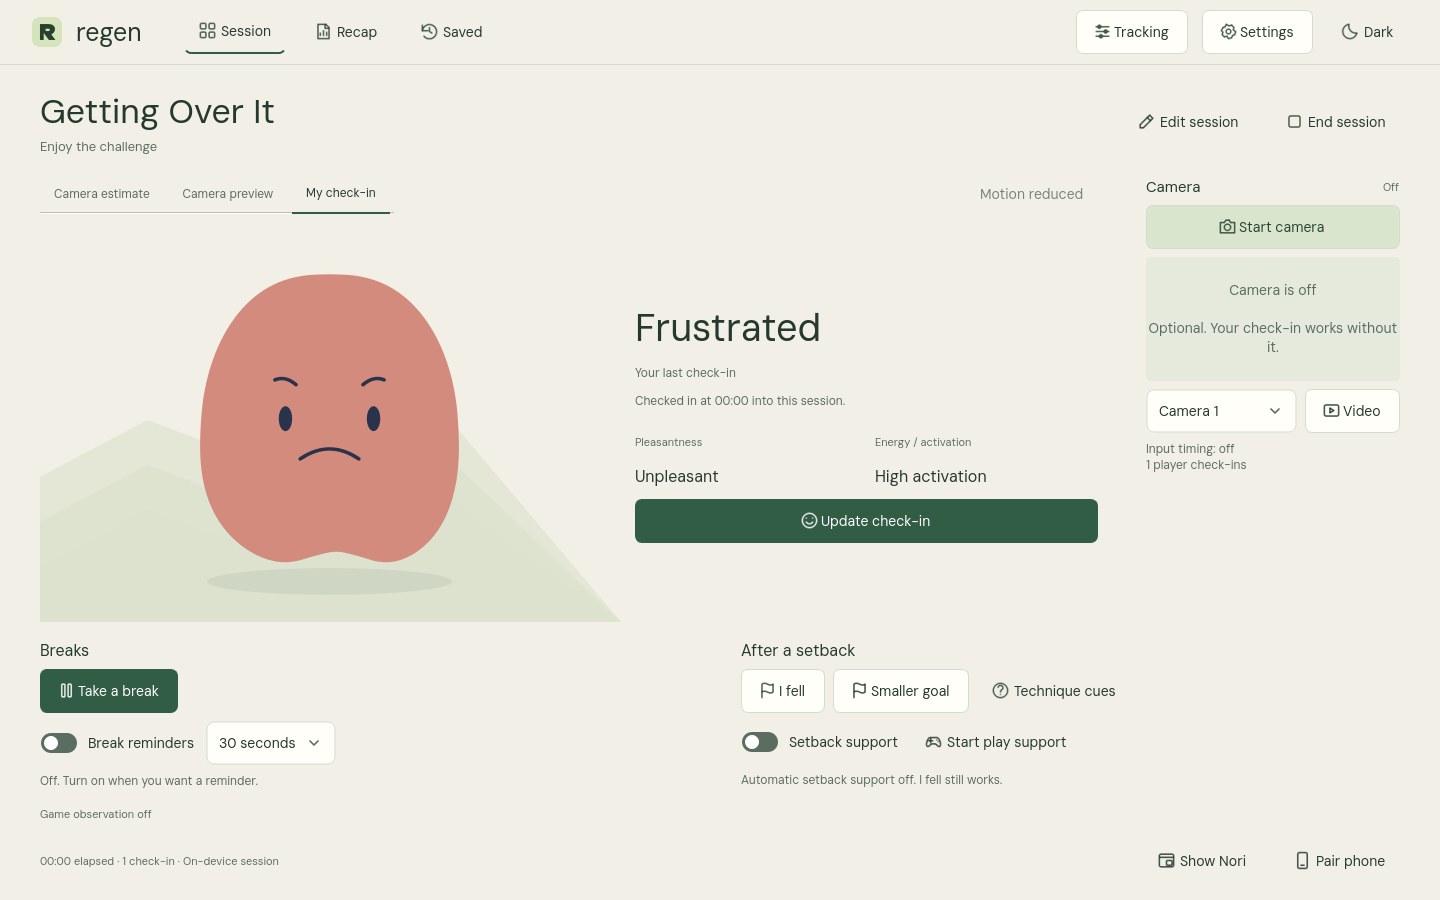 R regen
Session
Recap
Saved
Tracking
Settings
Dark
Getting Over It
Enjoy the challenge
Edit session
End session
Camera estimate
Camera preview
My check-in
Motion reduced
Camera
Off
Start camera
Camera is off
Optional. Your check-in works without
it.
Camera 1
Video
Input timing: off
1 player check-ins
Frustrated
Your last check-in
Checked in at 00:00 into this session.
Pleasantness
Energy / activation
Unpleasant
High activation
Update check-in
Breaks
Take a break
Break reminders
30 seconds
Off. Turn on when you want a reminder.
Game observation off
After a setback
I fell
Smaller goal
Technique cues
Setback support
Start play support
Automatic setback support off. I fell still works.
00:00 elapsed · 1 check-in · On-device session
Show Nori
Pair phone